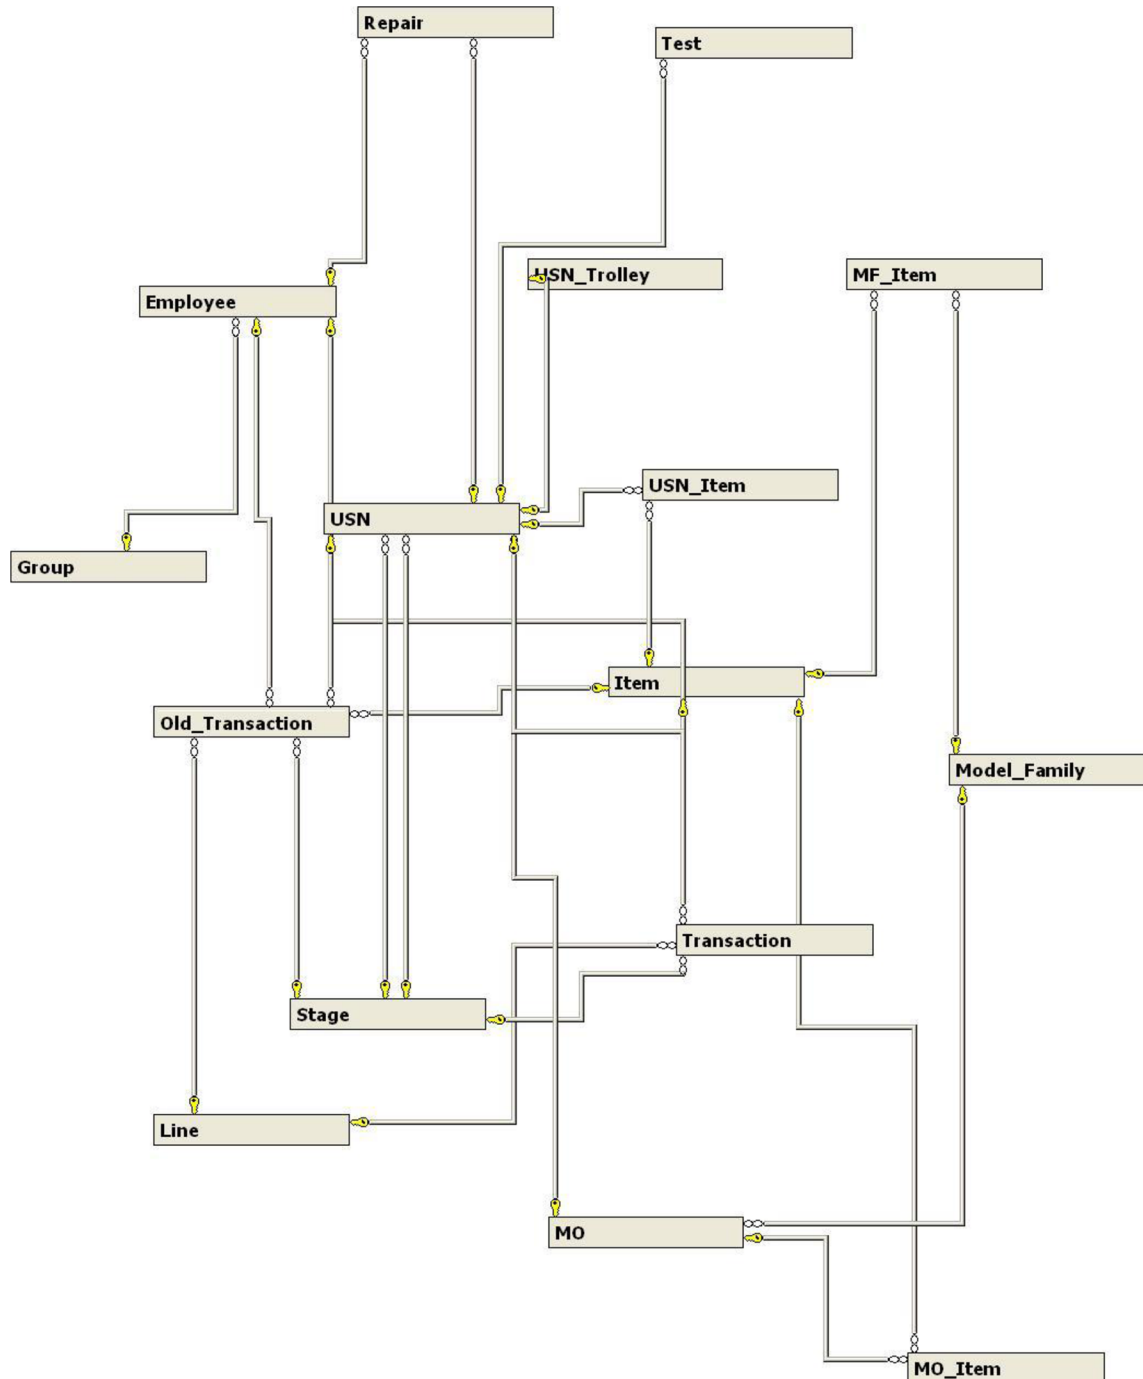 Repair
Test
USN_Trolley
MF_Item
Employee
USN_Item
USN
Group
Item
Old_Transaction
Model_Family
Transaction
Stage
Line
MO
MO_Item